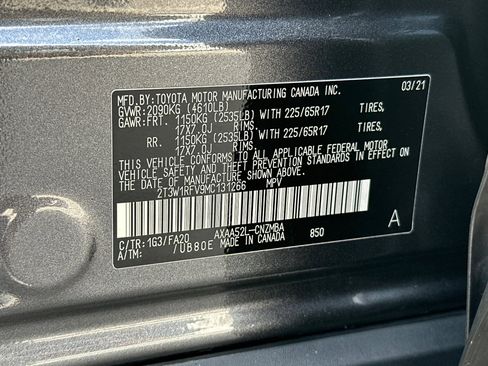 MFD.BY:TOYOTA MOTOR MANUFACTURING CANADA INC. 03/21
GVWR:2090KG (4610LB)
GAWR:FRT. 1150KG (2535LB) WITH 225/65R17 TIRES,
17X7.0J RIMS
RR. 1150KG (2535LB) WITH 225/65R17 TIRES,
17X7.0J RIMS
THIS VEHICLE CONFORMS TO ALL APPLICABLE FEDERAL MOTOR
VEHICLE SAFETY AND THEFT PREVENTION STANDARDS IN EFFECT ON
THE DATE OF MANUFACTURE SHOWN ABOVE.
2T3W1RFV9MC131266 MPV
A
C/TR:1G3/FA20 AXAA52L-CNZMBA 850
A/TM: /UB80E MADE IN CANADA